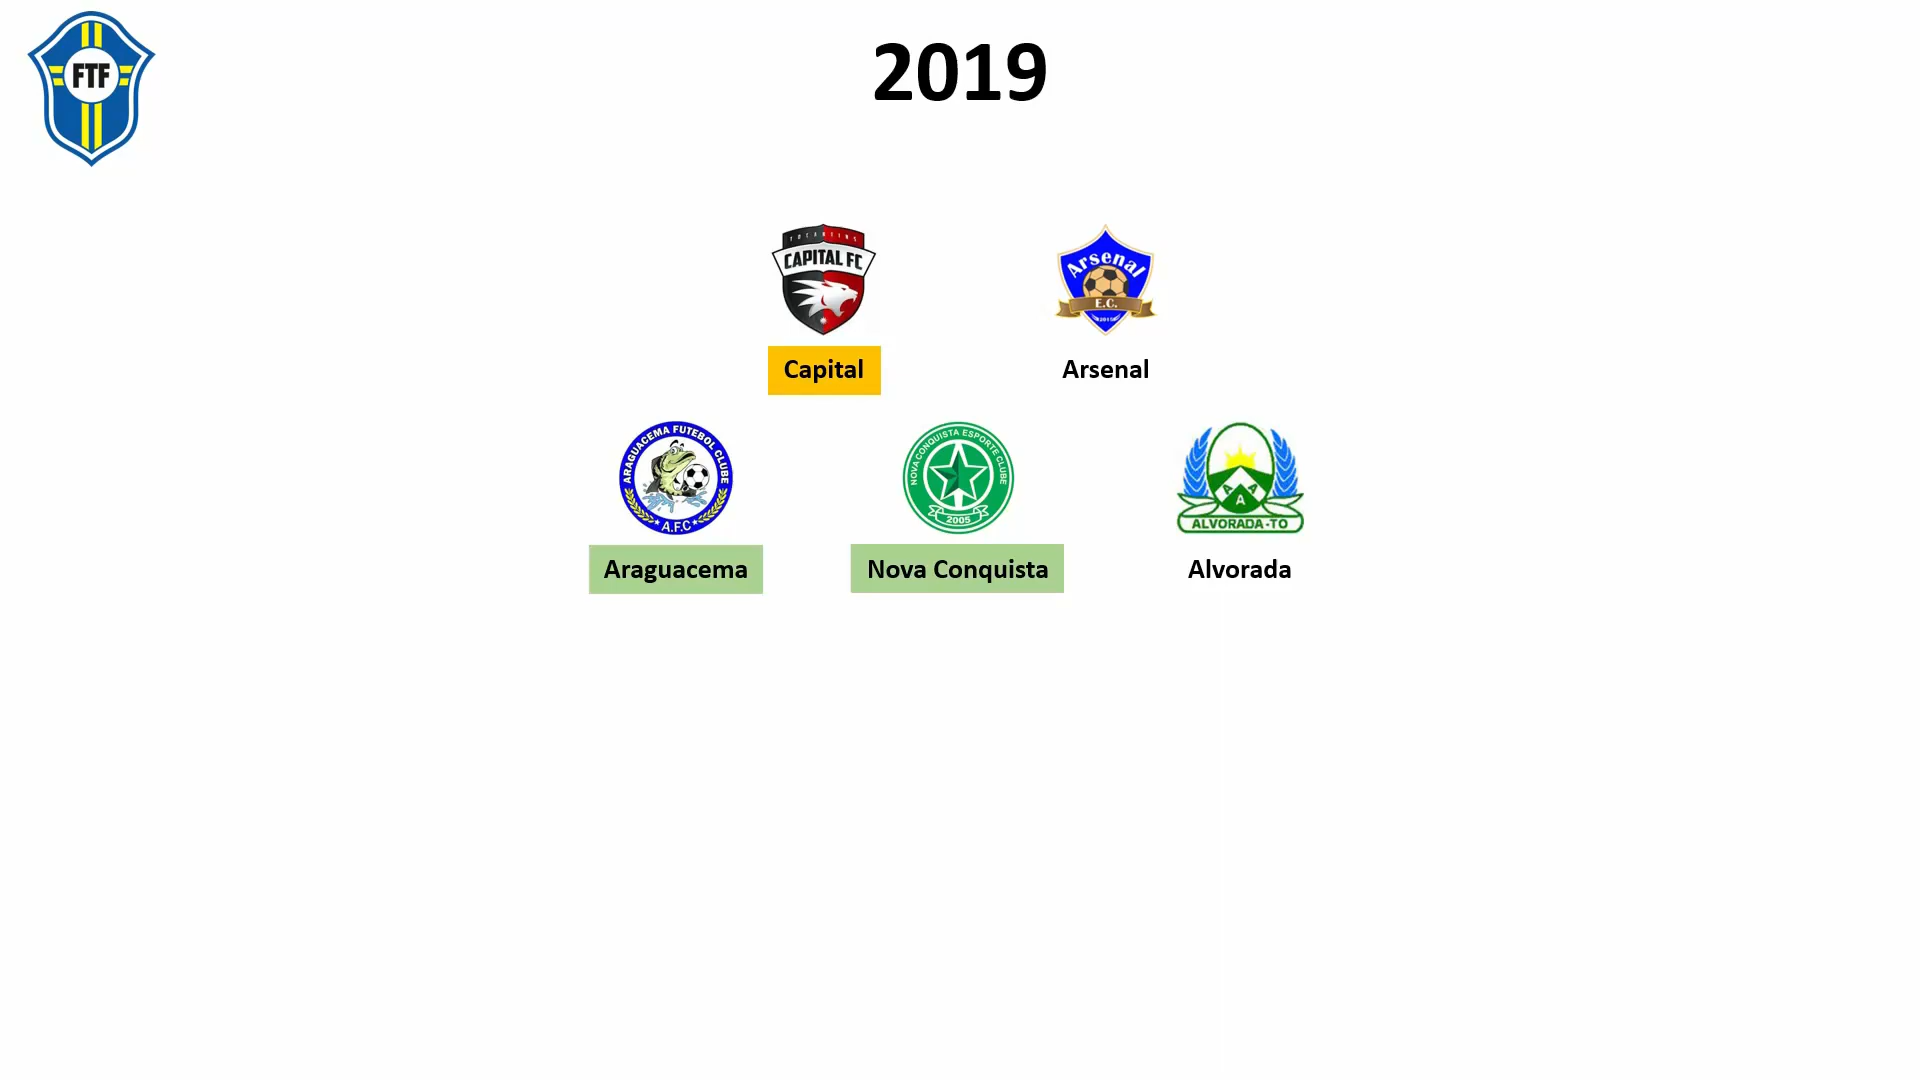 FTF
2019
TOCANTINS
CAPITAL FC
Arsenal
E.C.
Capital
Arsenal
ARAGUACEMA FUTEBOL CLUBE
A.F.C
NOVA CONQUISTA ESPORTE CLUBE
2005
A A
A
ALVORADA-TO
Araguacema
Nova Conquista
Alvorada